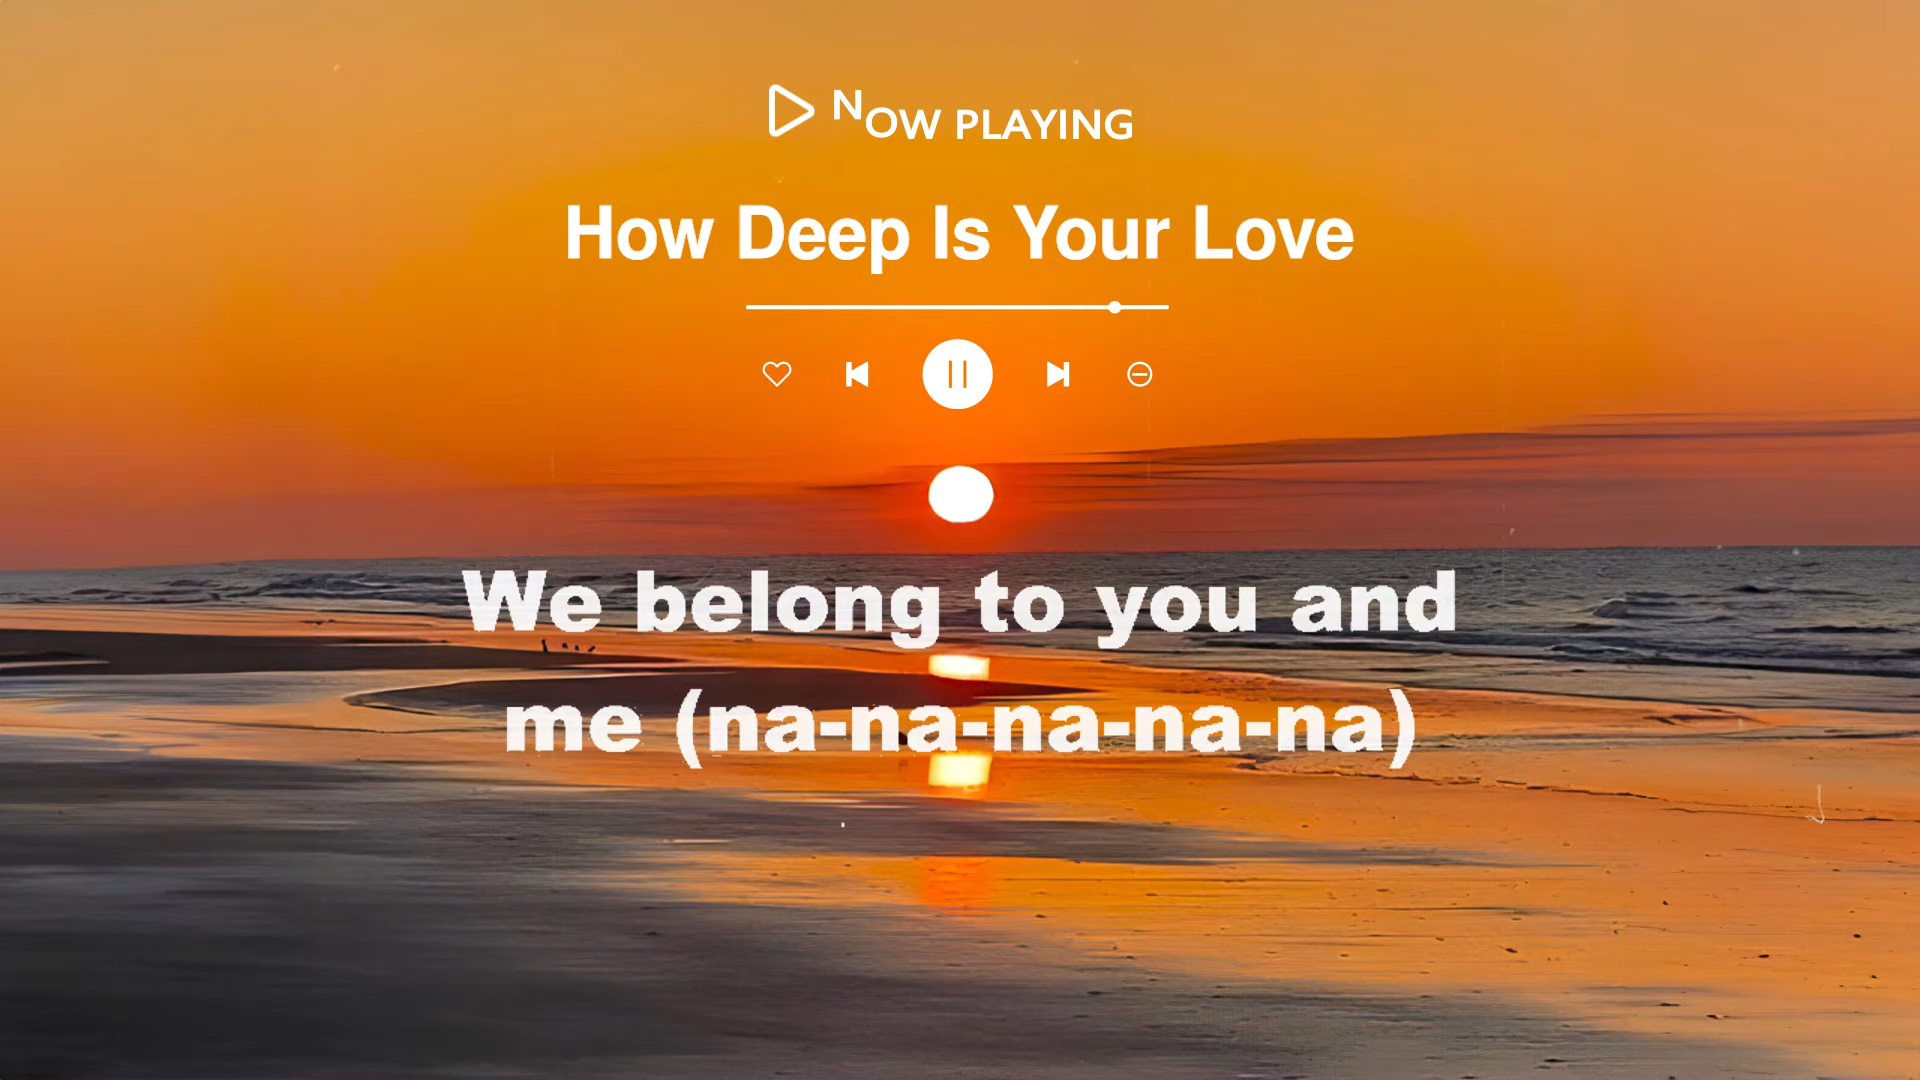 NOW PLAYING
How Deep Is Your Love
We belong to you and
me (na-na-na-na-na)